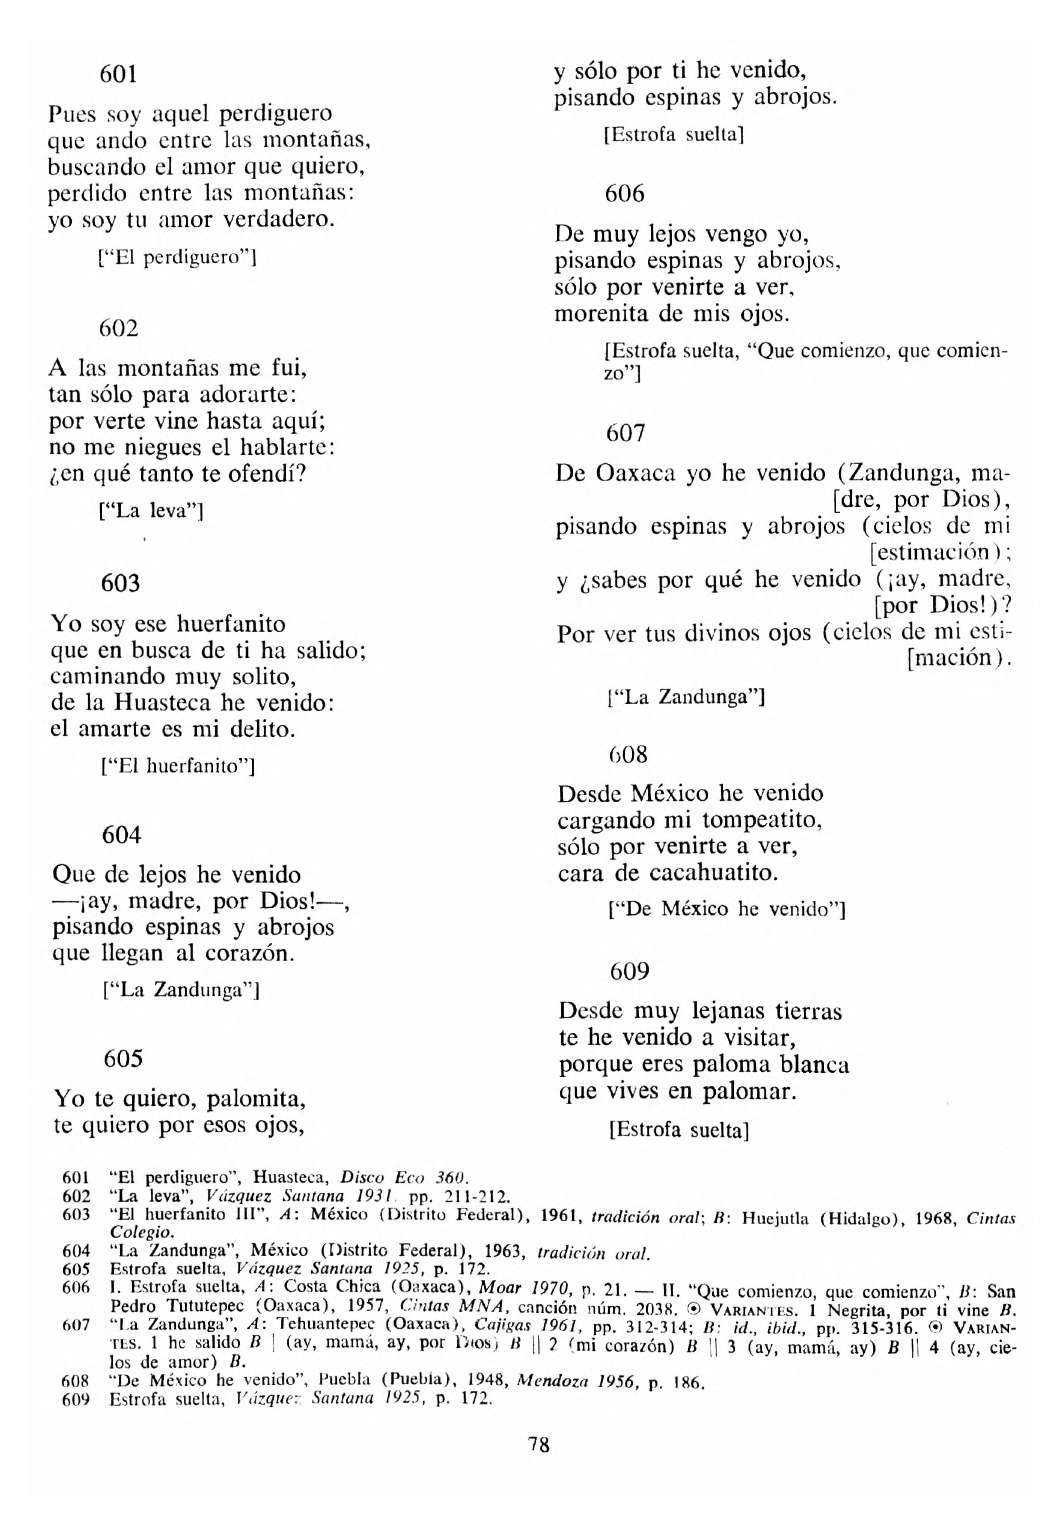 601
Pues soy aquel perdiguero
que ando entre las montañas,
buscando el amor que quiero,
perdido entre las montañas:
yo soy tu amor verdadero.
[“El perdiguero”]
602
A las montañas me fui,
tan sólo para adorarte:
por verte vine hasta aquí;
no me niegues el hablarte:
¿en qué tanto te ofendí?
[“La leva”]
603
Yo soy ese huerfanito
que en busca de ti ha salido;
caminando muy solito,
de la Huasteca he venido:
el amarte es mi delito.
[“El huerfanito”]
604
Que de lejos he venido
—¡ay, madre, por Dios!—,
pisando espinas y abrojos
que llegan al corazón.
[“La Zandunga”]
605
Yo te quiero, palomita,
te quiero por esos ojos,
y sólo por ti he venido,
pisando espinas y abrojos.
[Estrofa suelta]
606
De muy lejos vengo yo,
pisando espinas y abrojos,
sólo por venirte a ver,
morenita de mis ojos.
[Estrofa suelta, “Que comienzo, que comien-
zo”]
607
De Oaxaca yo he venido (Zandunga, ma-
[dre, por Dios),
pisando espinas y abrojos (cielos de mi
[estimación);
y ¿sabes por qué he venido (¡ay, madre,
[por Dios!)?
Por ver tus divinos ojos (cielos de mi esti-
[mación).
[“La Zandunga”]
608
Desde México he venido
cargando mi tompeatito,
sólo por venirte a ver,
cara de cacahuatito.
[“De México he venido”]
609
Desde muy lejanas tierras
te he venido a visitar,
porque eres paloma blanca
que vives en palomar.
[Estrofa suelta]
601 “El perdiguero”, Huasteca, Disco Eco 360.
602 “La leva”, Vázquez Santana 1931 pp. 211-212.
603 “El huerfanito III”, A: México (Distrito Federal), 1961, tradición oral; B: Huejutla (Hidalgo), 1968, Cintas
Colegio.
604 “La Zandunga”, México (Distrito Federal), 1963, tradición oral.
605 Estrofa suelta, Vázquez Santana 1925, p. 172.
606 I. Estrofa suelta, A: Costa Chica (Oaxaca), Moar 1970, p. 21. — II. “Que comienzo, que comienzo”, B: San
Pedro Tututepec (Oaxaca), 1957, Cintas MNA, canción núm. 2038. ⊙ VARIANTES. 1 Negrita, por ti vine B.
607 “La Zandunga”, A: Tehuantepec (Oaxaca), Cajigas 1961, pp. 312-314; B: id., ibid., pp. 315-316. ⊙ VARIAN-
TES. 1 he salido B | (ay, mamá, ay, por Dios) B || 2 (mi corazón) B || 3 (ay, mamá, ay) B || 4 (ay, cie-
los de amor) B.
608 “De México he venido”, Puebla (Puebla), 1948, Mendoza 1956, p. 186.
609 Estrofa suelta, Vázquez Santana 1925, p. 172.
78